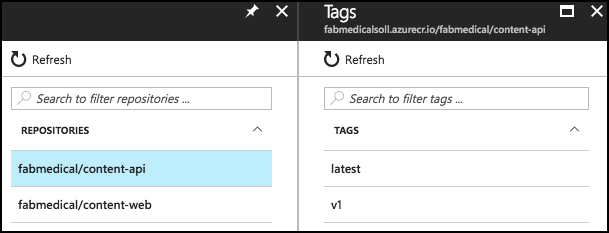 Refresh
Search to filter repositories ...
REPOSITORIES
fabmedical/content-api
fabmedical/content-web
Tags
fabmedicalsoll.azurecr.io/fabmedical/content-api
Refresh
Search to filter tags ...
TAGS
latest
v1